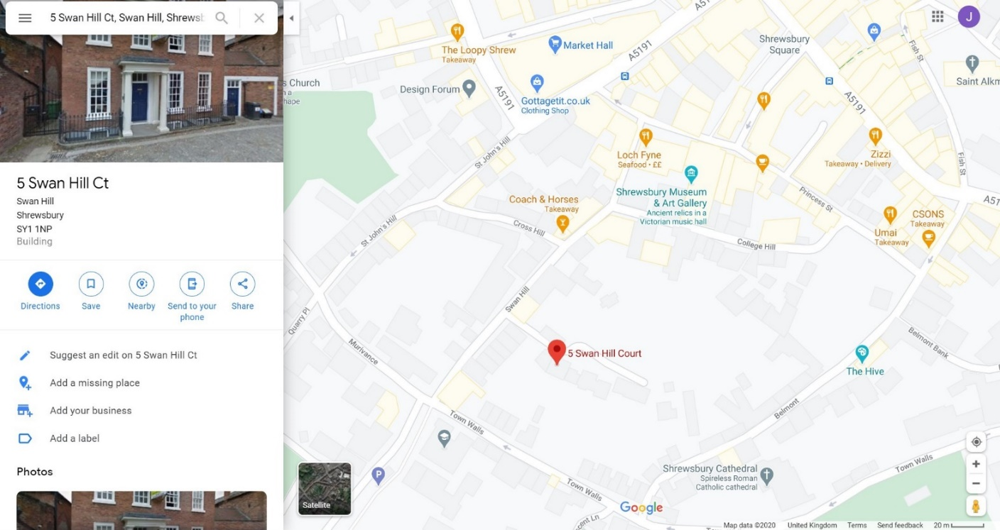 5 Swan Hill Ct, Swan Hill, Shrewsb
5 Swan Hill Ct
Swan Hill
Shrewsbury
SY1 1NP
Building
Directions
Save
Nearby
Send to your
phone
Share
Suggest an edit on 5 Swan Hill Ct
Add a missing place
Add your business
Add a label
Photos
J
The Loopy Shrew
Takeaway
Market Hall
A5191
A51
Shrewsbury
Square
Fish St
Saint Alkm
s Church
n a
hape
Design Forum
A5191
Gottagetit.co.uk
Clothing Shop
A5191
St John's Hill
Loch Fyne
Seafood • ££
Zizzi
Takeaway • Delivery
Fish St
Shrewsbury Museum
& Art Gallery
Ancient relics in a
Victorian music hall
Princess St
A51
Coach & Horses
Takeaway
Cross Hill
St John's Hill
College Hill
CSONS
Takeaway
Umai
Takeaway
Swan Hill
Quarry Pl
Murivance
5 Swan Hill Court
Belmont Bank
The Hive
Belmont
Town Walls
P
Shrewsbury Cathedral
Spireless Roman
Catholic cathedral
Town Walls
Town Walls
cent Ln
Satellite
Google
Map data ©2020 United Kingdom Terms Send feedback 20 m